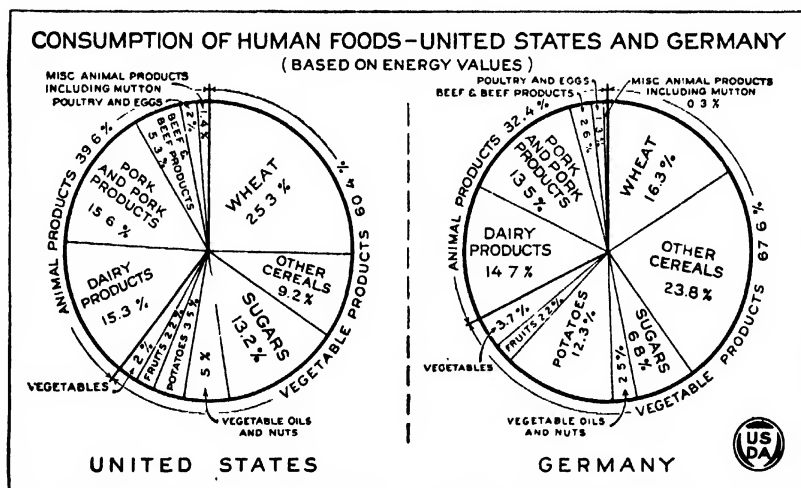 CONSUMPTION OF HUMAN FOODS–UNITED STATES AND GERMANY
(BASED ON ENERGY VALUES)
MISC ANIMAL PRODUCTS
INCLUDING MUTTON
POULTRY AND EGGS
1.4%
2%
BEEF &
BEEF PRODUCTS
5.3%
ANIMAL PRODUCTS 39.6%
PORK
AND PORK
PRODUCTS
15.6%
DAIRY
PRODUCTS
15.3%
WHEAT
25.3%
OTHER
CEREALS
9.2%
SUGARS
13.2%
5%
POTATOES 3.5%
FRUITS 2.2%
2%
VEGETABLES
VEGETABLE OILS
AND NUTS
VEGETABLE PRODUCTS 60.4%
UNITED STATES
POULTRY AND EGGS
BEEF & BEEF PRODUCTS
MISC ANIMAL PRODUCTS
INCLUDING MUTTON
0.3%
1.3%
2.6%
ANIMAL PRODUCTS 32.4%
PORK
AND PORK
PRODUCTS
13.5%
DAIRY
PRODUCTS
14.7%
WHEAT
16.3%
OTHER
CEREALS
23.8%
SUGARS
6.8%
2.5%
POTATOES
12.3%
FRUITS 2.2%
3.7%
VEGETABLES
VEGETABLE OILS
AND NUTS
VEGETABLE PRODUCTS 67.6%
GERMANY
US
DA